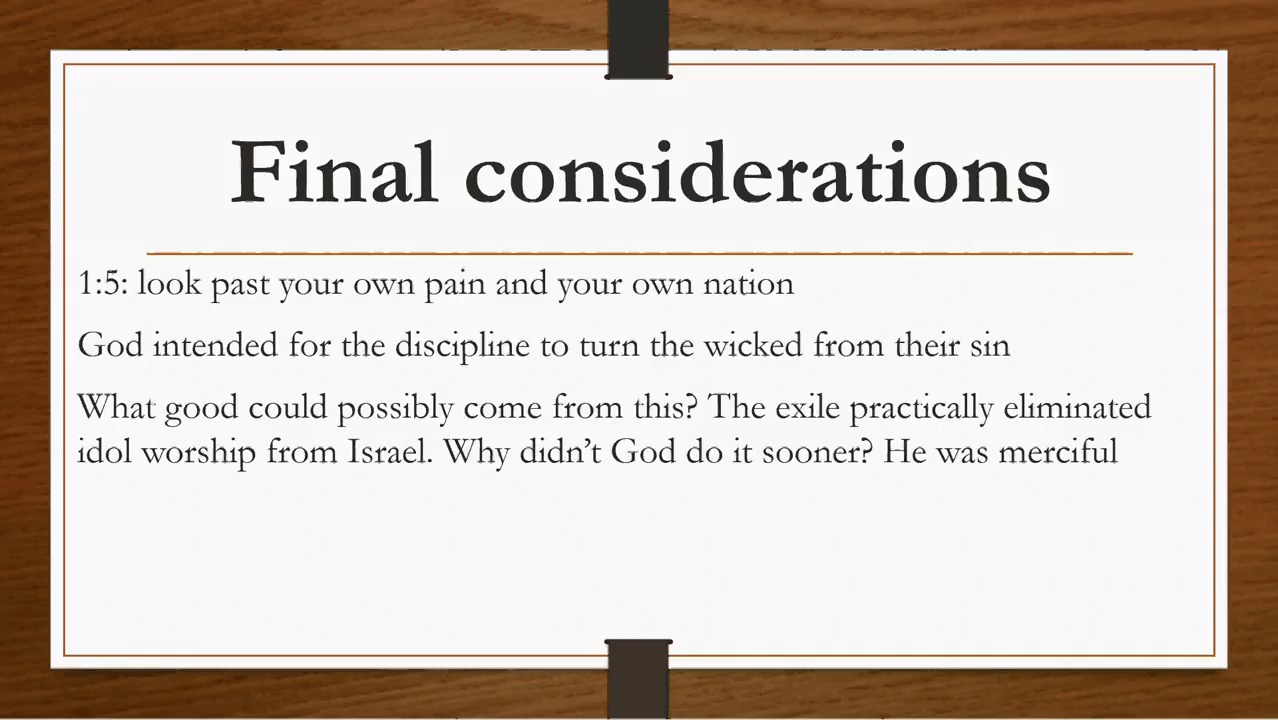 Final considerations
1:5: look past your own pain and your own nation
God intended for the discipline to turn the wicked from their sin
What good could possibly come from this? The exile practically eliminated
idol worship from Israel. Why didn’t God do it sooner? He was merciful